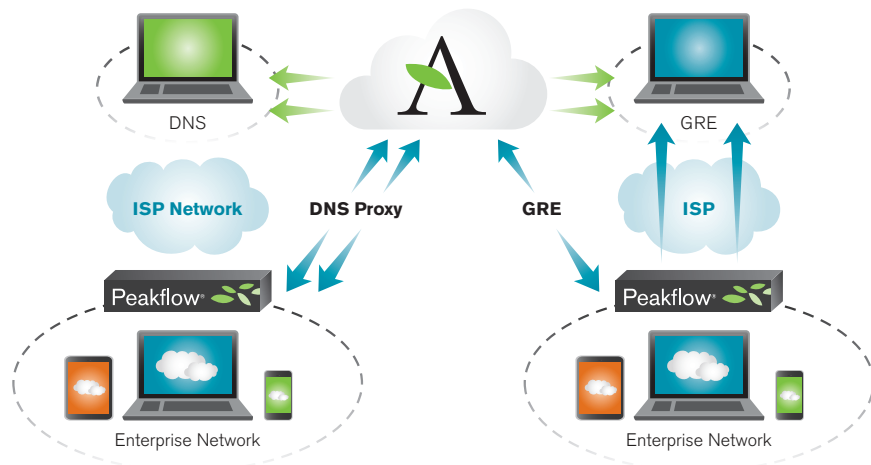 A
DNS
GRE
ISP Network
DNS Proxy
GRE
ISP
Peakflow®
Peakflow®
Enterprise Network
Enterprise Network